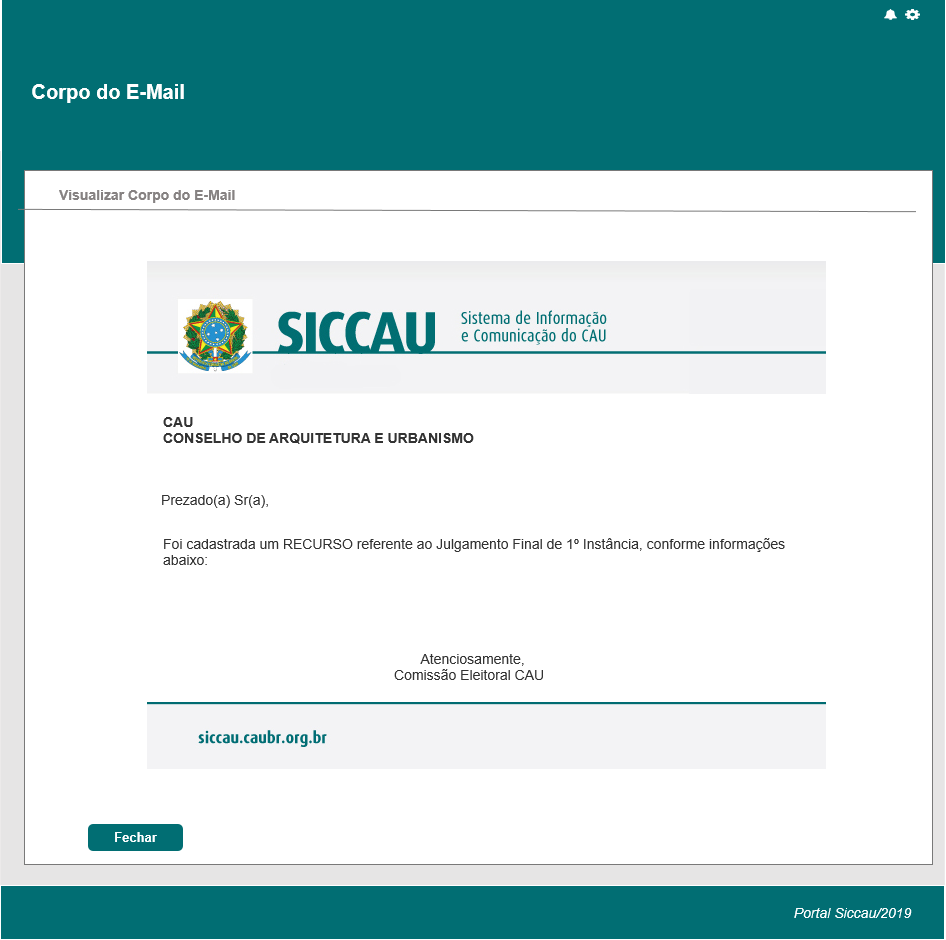 Corpo do E-Mail
Visualizar Corpo do E-Mail
SICCAU
Sistema de Informação
e Comunicação do CAU
CAU
CONSELHO DE ARQUITETURA E URBANISMO
Prezado(a) Sr(a),
Foi cadastrada um RECURSO referente ao Julgamento Final de 1º Instância, conforme informações
abaixo:
Atenciosamente,
Comissão Eleitoral CAU
siccau.caubr.org.br
Fechar
Portal Siccau/2019